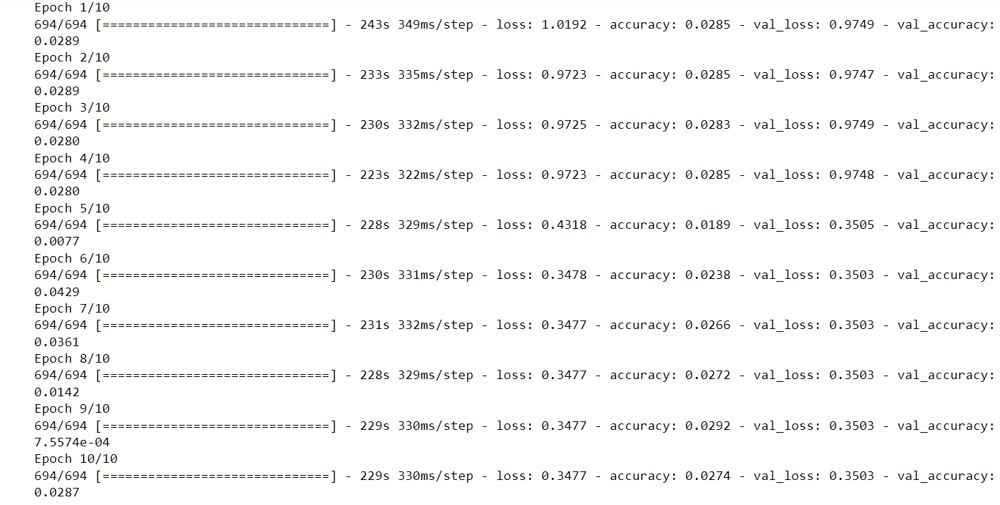 Epoch 1/10
694/694 [==============================] - 243s 349ms/step - loss: 1.0192 - accuracy: 0.0285 - val_loss: 0.9749 - val_accuracy:
0.0289
Epoch 2/10
694/694 [==============================] - 233s 335ms/step - loss: 0.9723 - accuracy: 0.0285 - val_loss: 0.9747 - val_accuracy:
0.0289
Epoch 3/10
694/694 [==============================] - 230s 332ms/step - loss: 0.9725 - accuracy: 0.0283 - val_loss: 0.9749 - val_accuracy:
0.0280
Epoch 4/10
694/694 [==============================] - 223s 322ms/step - loss: 0.9723 - accuracy: 0.0285 - val_loss: 0.9748 - val_accuracy:
0.0280
Epoch 5/10
694/694 [==============================] - 228s 329ms/step - loss: 0.4318 - accuracy: 0.0189 - val_loss: 0.3505 - val_accuracy:
0.0077
Epoch 6/10
694/694 [==============================] - 230s 331ms/step - loss: 0.3478 - accuracy: 0.0238 - val_loss: 0.3503 - val_accuracy:
0.0429
Epoch 7/10
694/694 [==============================] - 231s 332ms/step - loss: 0.3477 - accuracy: 0.0266 - val_loss: 0.3503 - val_accuracy:
0.0361
Epoch 8/10
694/694 [==============================] - 228s 329ms/step - loss: 0.3477 - accuracy: 0.0272 - val_loss: 0.3503 - val_accuracy:
0.0142
Epoch 9/10
694/694 [==============================] - 229s 330ms/step - loss: 0.3477 - accuracy: 0.0292 - val_loss: 0.3503 - val_accuracy:
7.5574e-04
Epoch 10/10
694/694 [==============================] - 229s 330ms/step - loss: 0.3477 - accuracy: 0.0274 - val_loss: 0.3503 - val_accuracy:
0.0287